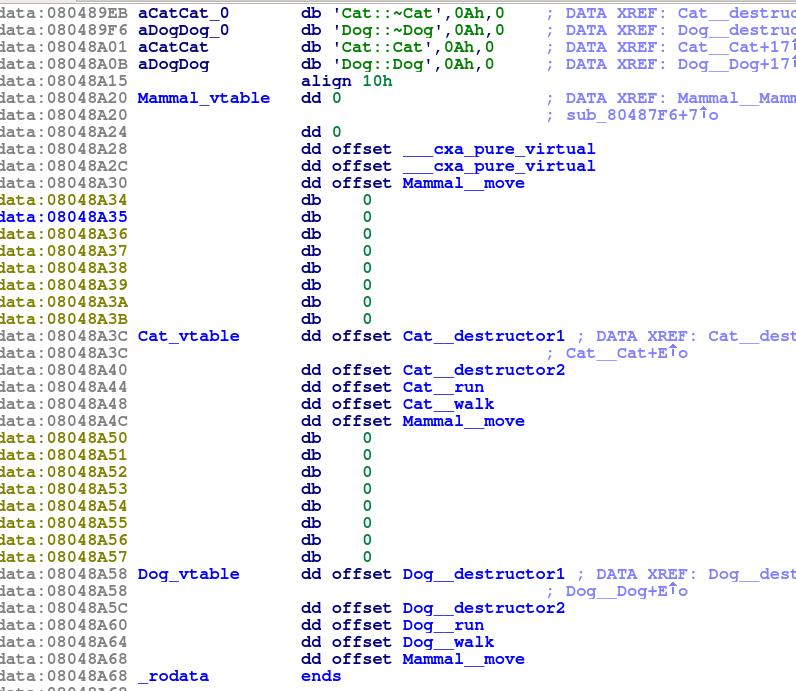 data:080489EB aCatCat_0 db 'Cat::~Cat',0Ah,0 ; DATA XREF: Cat__destruc
data:080489F6 aDogDog_0 db 'Dog::~Dog',0Ah,0 ; DATA XREF: Dog__destruc
data:08048A01 aCatCat db 'Cat::Cat',0Ah,0 ; DATA XREF: Cat__Cat+17↑
data:08048A0B aDogDog db 'Dog::Dog',0Ah,0 ; DATA XREF: Dog__Dog+17↑
data:08048A15 align 10h
data:08048A20 Mammal_vtable dd 0 ; DATA XREF: Mammal__Mamm
data:08048A20 ; sub_80487F6+7↑o
data:08048A24 dd 0
data:08048A28 dd offset ___cxa_pure_virtual
data:08048A2C dd offset ___cxa_pure_virtual
data:08048A30 dd offset Mammal__move
data:08048A34 db 0
data:08048A35 db 0
data:08048A36 db 0
data:08048A37 db 0
data:08048A38 db 0
data:08048A39 db 0
data:08048A3A db 0
data:08048A3B db 0
data:08048A3C Cat_vtable dd offset Cat__destructor1 ; DATA XREF: Cat__dest
data:08048A3C ; Cat__Cat+E↑o
data:08048A40 dd offset Cat__destructor2
data:08048A44 dd offset Cat__run
data:08048A48 dd offset Cat__walk
data:08048A4C dd offset Mammal__move
data:08048A50 db 0
data:08048A51 db 0
data:08048A52 db 0
data:08048A53 db 0
data:08048A54 db 0
data:08048A55 db 0
data:08048A56 db 0
data:08048A57 db 0
data:08048A58 Dog_vtable dd offset Dog__destructor1 ; DATA XREF: Dog__dest
data:08048A58 ; Dog__Dog+E↑o
data:08048A5C dd offset Dog__destructor2
data:08048A60 dd offset Dog__run
data:08048A64 dd offset Dog__walk
data:08048A68 dd offset Mammal__move
data:08048A68 _rodata ends